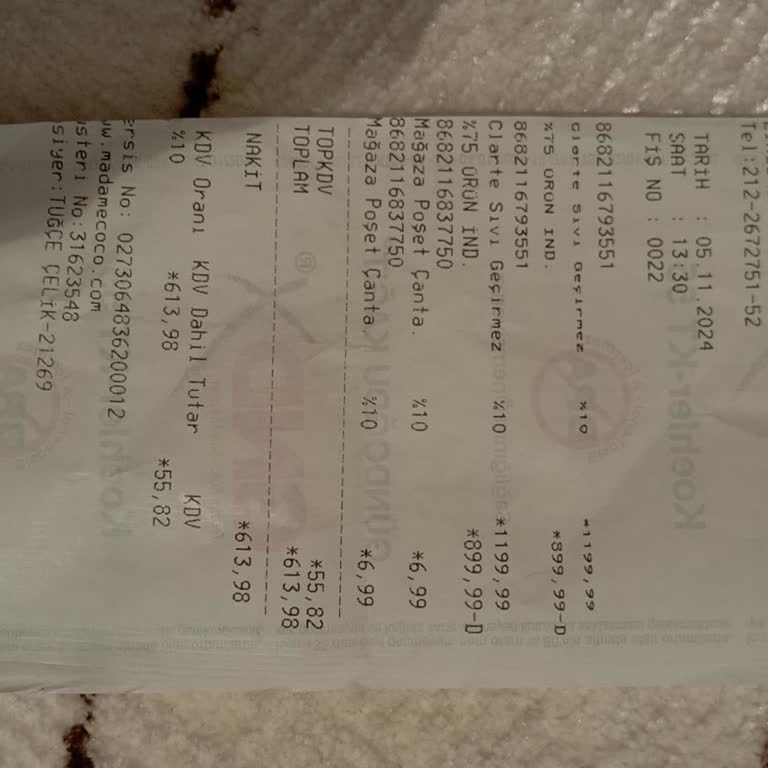 Tel:212-2672751-52
TARİH : 05.11.2024
SAAT : 13:30
FİŞ NO : 0022
8682116793551
Clarte Sıvı Geçirmez %10 *1199,99
%75 ÜRÜN İND. *899,99-D
8682116793551
Clarte Sıvı Geçirmez %10 *1199,99
%75 ÜRÜN İND. *899,99-D
8682116837750
Mağaza Poşet Çanta. %10 *6,99
8682116837750
Mağaza Poşet Çanta. %10 *6,99
TOPKDV *55,82
TOPLAM *613,98
NAKİT *613,98
KDV Oranı KDV Dahil Tutar KDV
%10 *613,98 *55,82
ersis No: 0273064836200012
w.madamecoco.com
steri No:31623548
siyer:TUĞÇE ÇELİK-21269